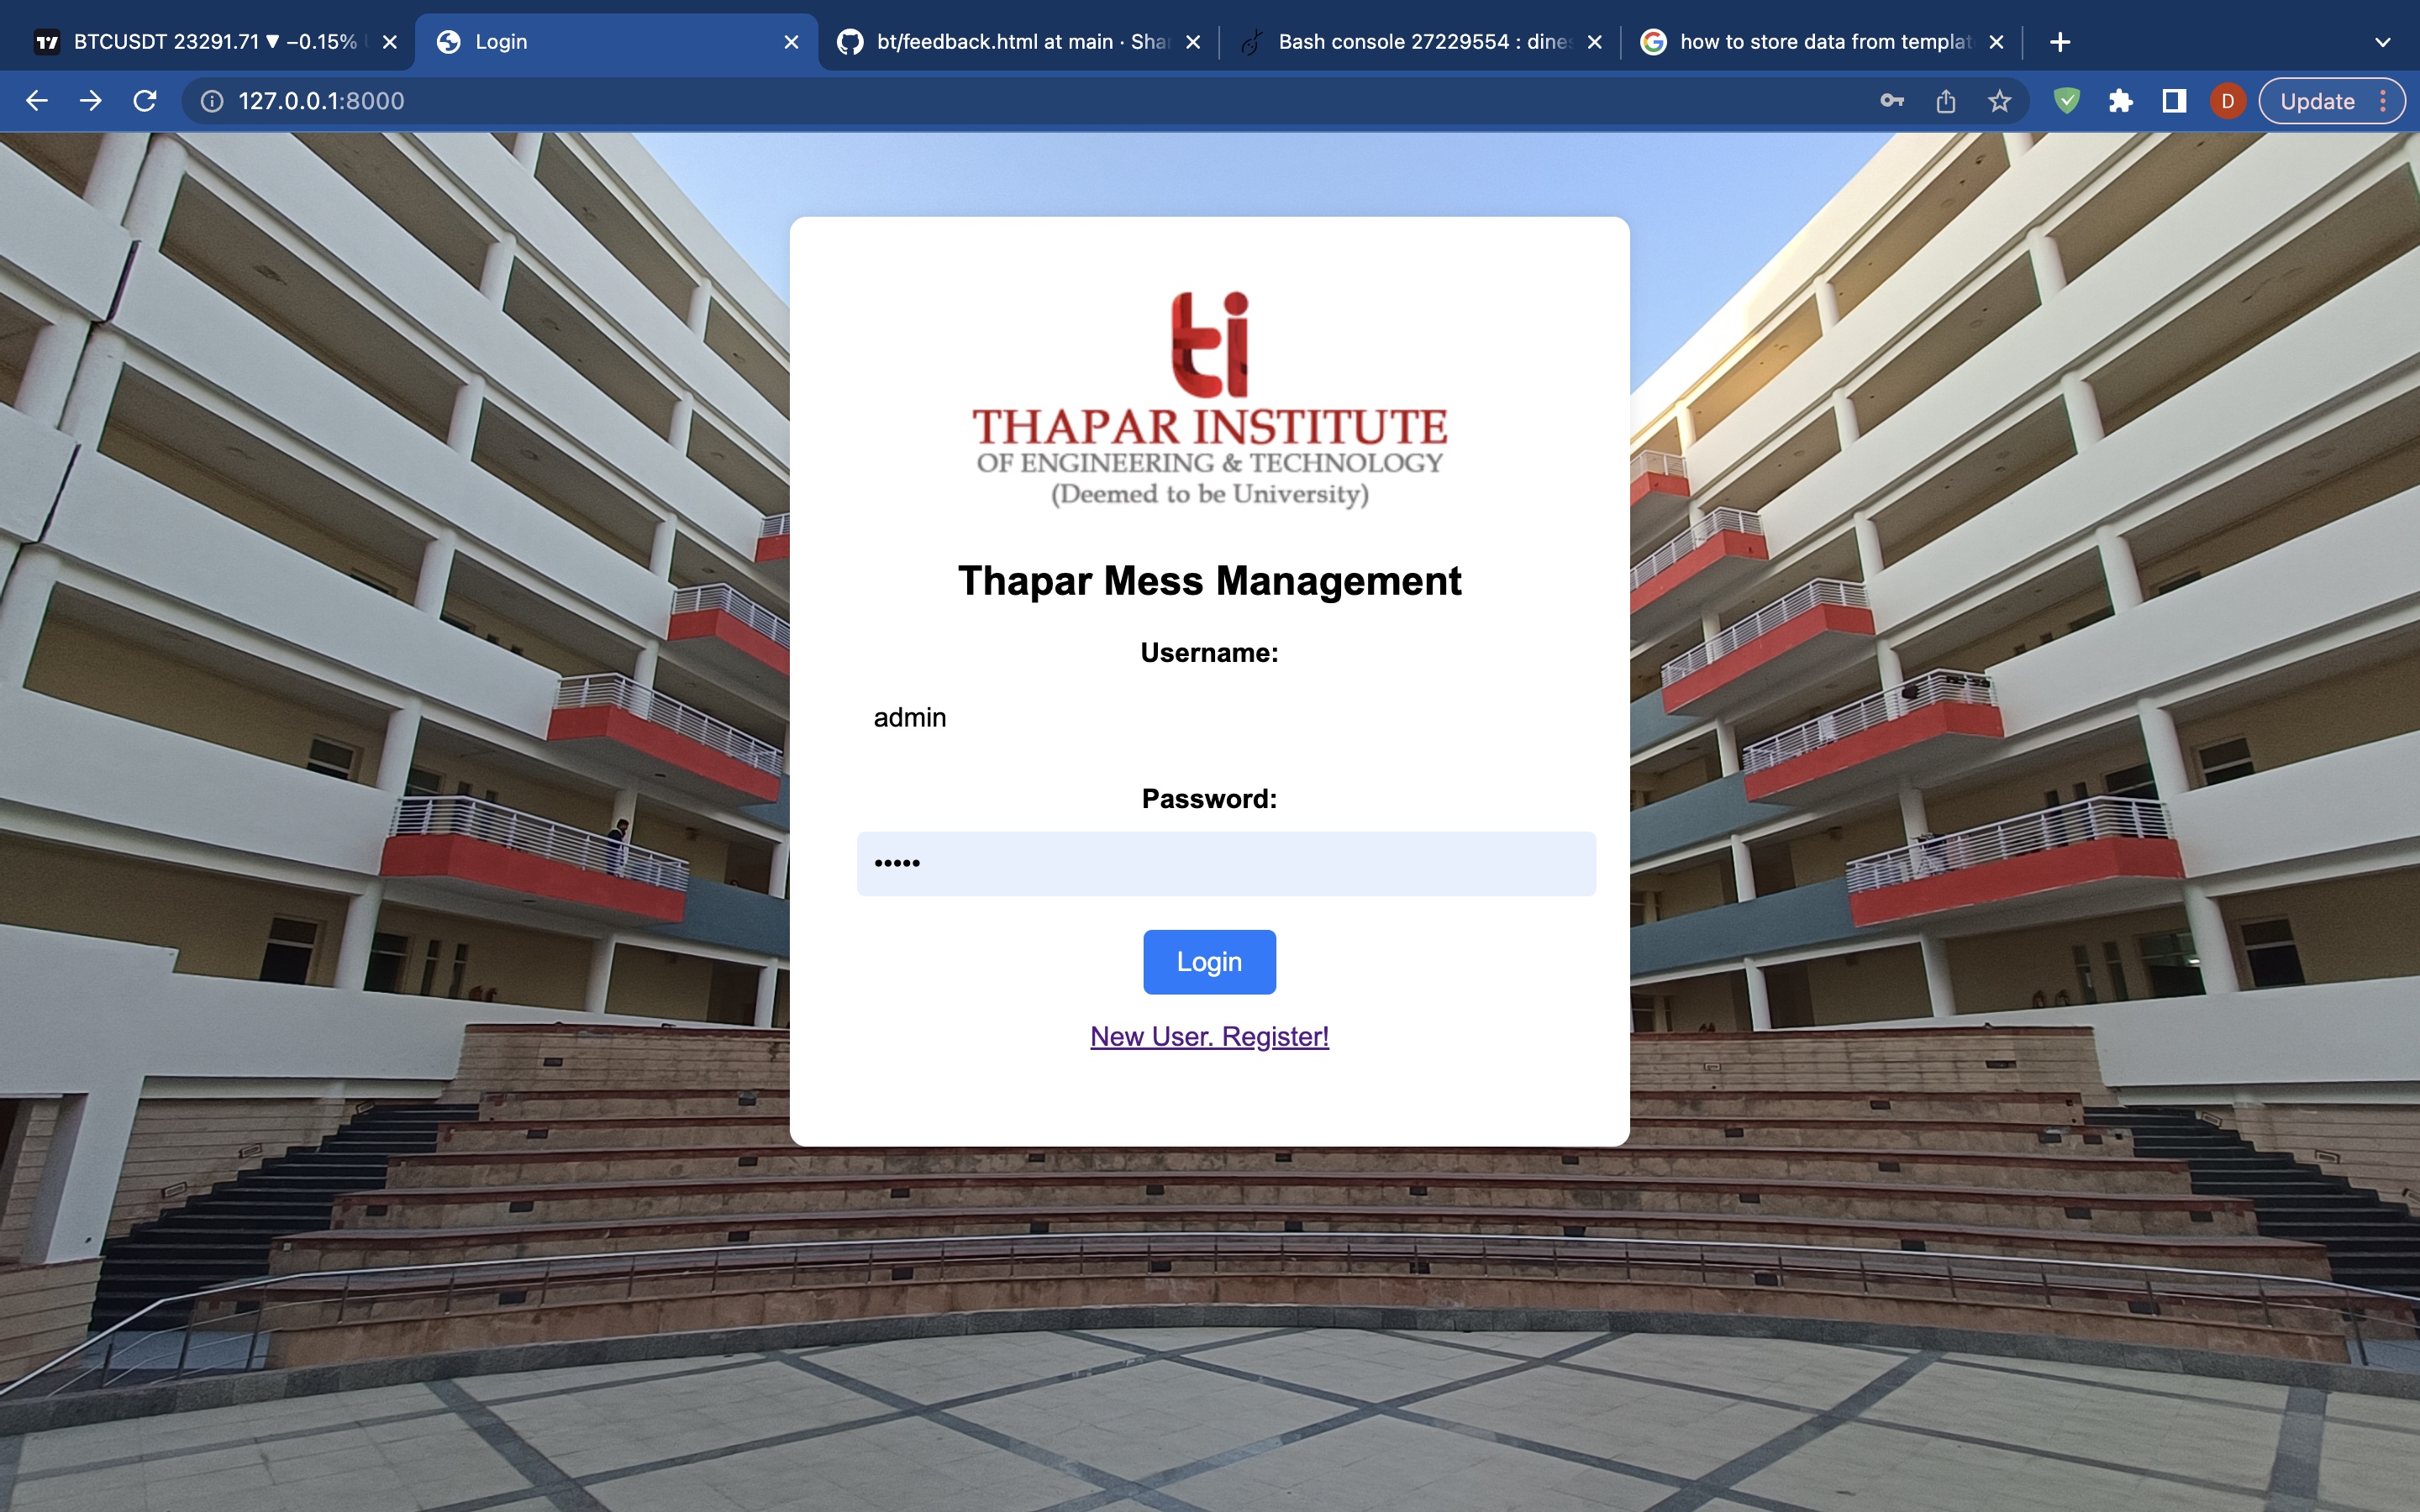 BTCUSDT 23291.71 ▼ −0.15%
Login
bt/feedback.html at main · Shar
Bash console 27229554 : dines
how to store data from templat
127.0.0.1:8000
D
Update
ti
THAPAR INSTITUTE
OF ENGINEERING & TECHNOLOGY
(Deemed to be University)
Thapar Mess Management
Username:
admin
Password:
•••••
Login
New User. Register!